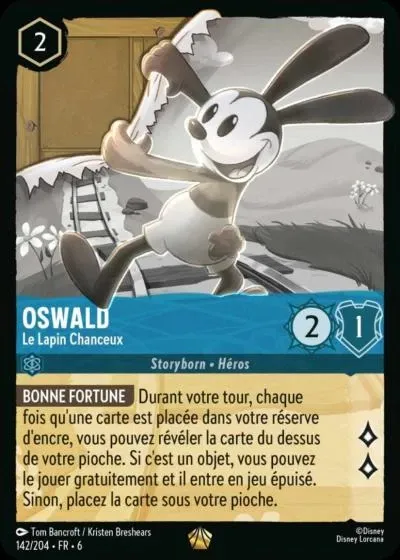 2
OSWALD
Le Lapin Chanceux
2
1
Storyborn • Héros
BONNE FORTUNE Durant votre tour, chaque
fois qu'une carte est placée dans votre réserve
d'encre, vous pouvez révéler la carte du dessus
de votre pioche. Si c'est un objet, vous pouvez
le jouer gratuitement et il entre en jeu épuisé.
Sinon, placez la carte sous votre pioche.
Tom Bancroft / Kristen Breshears
142/204 • FR • 6
©Disney
Disney Lorcana